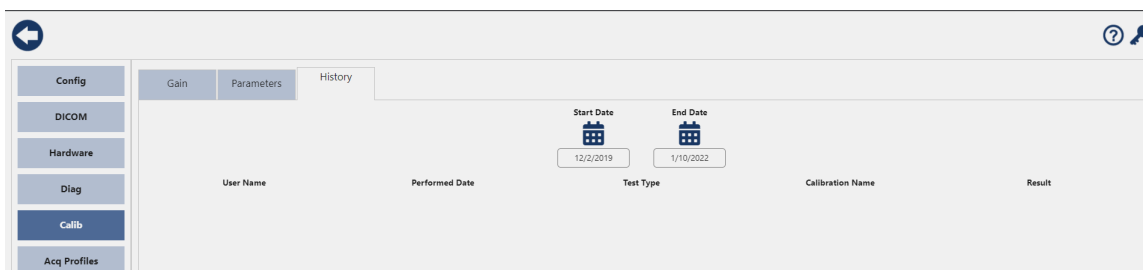 Config
Gain Parameters History
DICOM
Start Date End Date
Hardware
12/2/2019 1/10/2022
User Name Performed Date Test Type Calibration Name Result
Diag
Calib
Acq Profiles